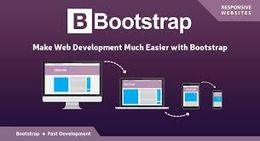 RESPONSIVE
WEBSITES
B Bootstrap
Make Web Development Much Easier with Bootstrap
Bootstrap • Fast Development